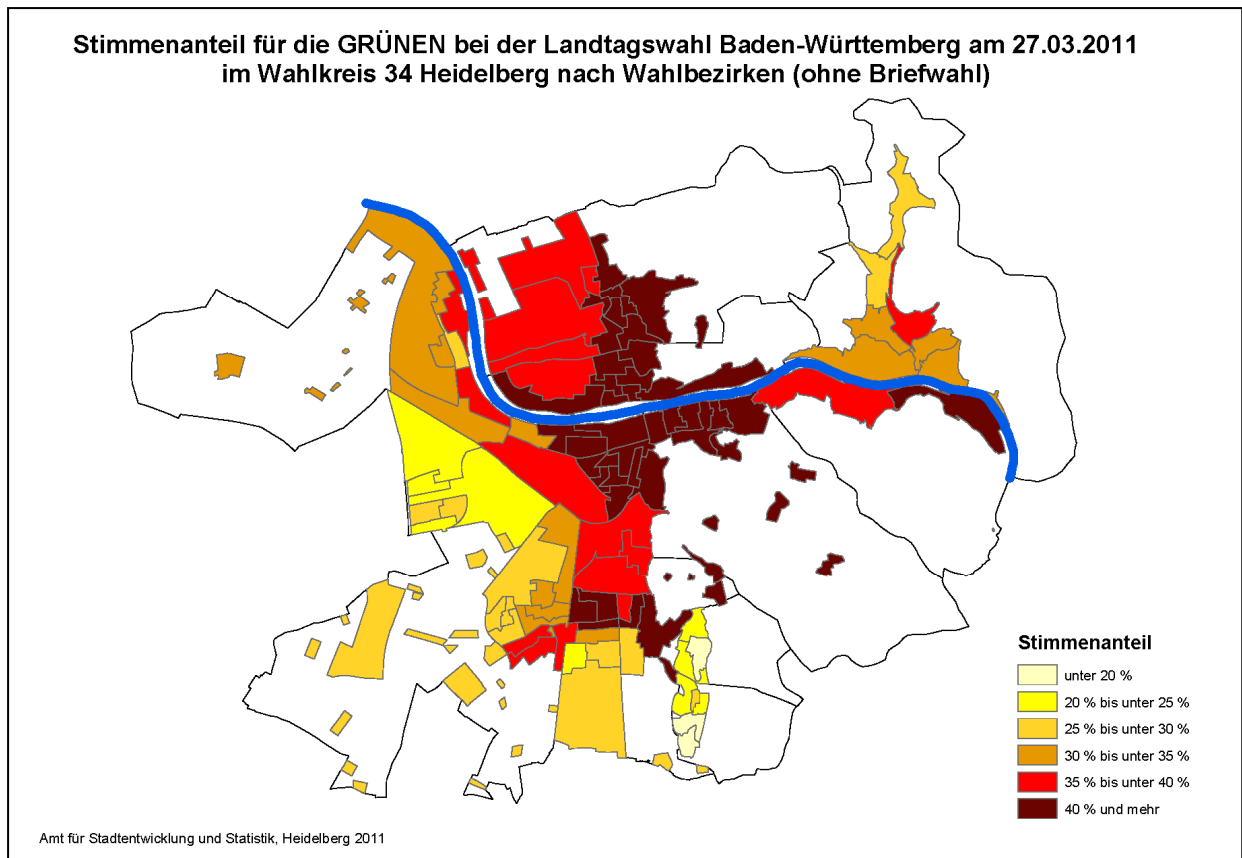 Stimmenanteil für die GRÜNEN bei der Landtagswahl Baden-Württemberg am 27.03.2011
im Wahlkreis 34 Heidelberg nach Wahlbezirken (ohne Briefwahl)
Stimmenanteil
unter 20 %
20 % bis unter 25 %
25 % bis unter 30 %
30 % bis unter 35 %
35 % bis unter 40 %
40 % und mehr
Amt für Stadtentwicklung und Statistik, Heidelberg 2011